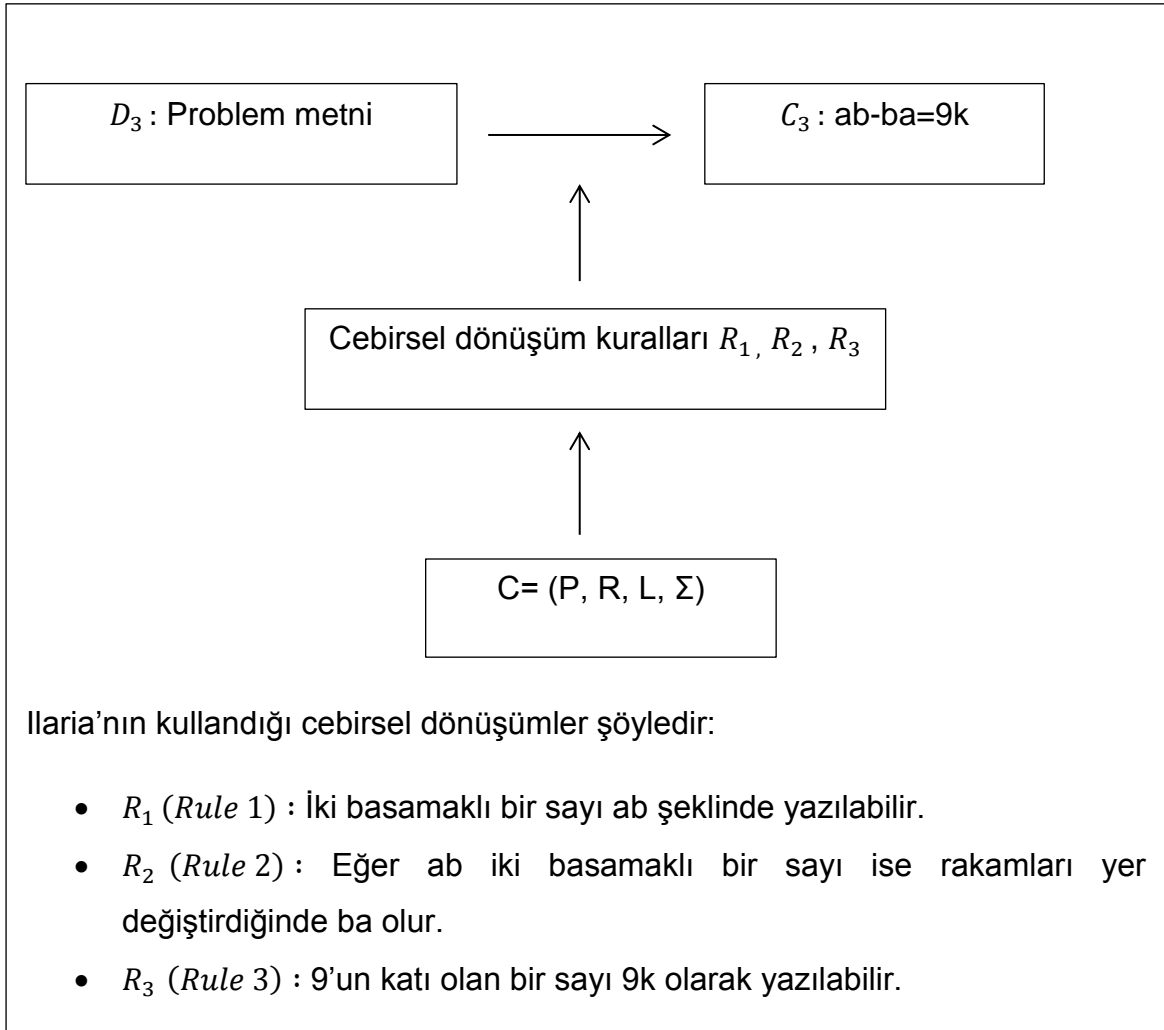 D₃ : Problem metni
C₃ : ab-ba=9k
Cebirsel dönüşüm kuralları R₁ , R₂ , R₃
C= (P, R, L, Σ)
Ilaria’nın kullandığı cebirsel dönüşümler şöyledir:
• R₁ (Rule 1) : İki basamaklı bir sayı ab şeklinde yazılabilir.
• R₂ (Rule 2) : Eğer ab iki basamaklı bir sayı ise rakamları yer
değiştirdiğinde ba olur.
• R₃ (Rule 3) : 9’un katı olan bir sayı 9k olarak yazılabilir.